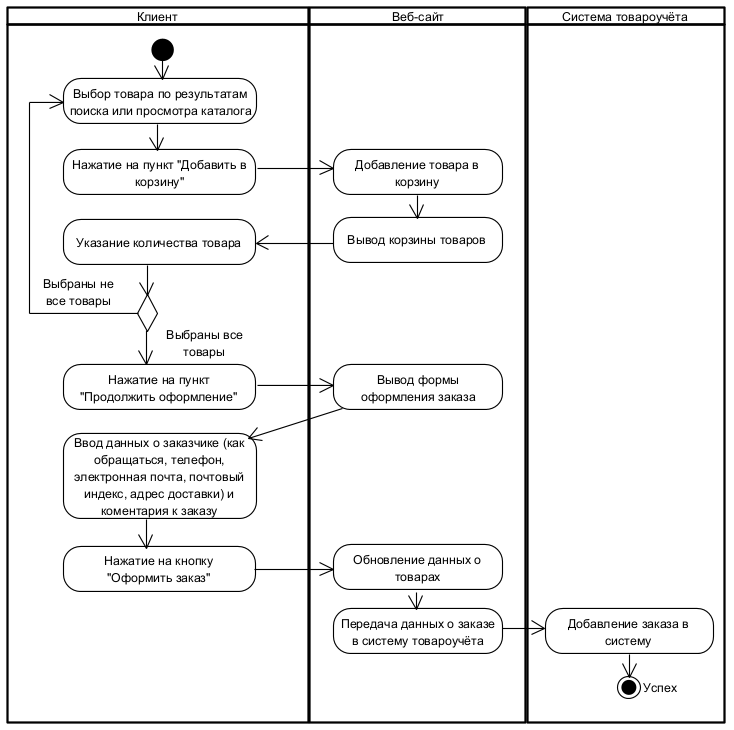 Клиент
Веб-сайт
Система товароучёта
Выбор товара по результатам
поиска или просмотра каталога
Нажатие на пункт "Добавить в
корзину"
Добавление товара в
корзину
Указание количества товара
Вывод корзины товаров
Выбраны не
все товары
Выбраны все
товары
Нажатие на пункт
"Продолжить оформление"
Вывод формы
оформления заказа
Ввод данных о заказчике (как
обращаться, телефон,
электронная почта, почтовый
индекс, адрес доставки) и
коментария к заказу
Нажатие на кнопку
"Оформить заказ"
Обновление данных о
товарах
Передача данных о заказе
в систему товароучёта
Добавление заказа в
систему
Успех